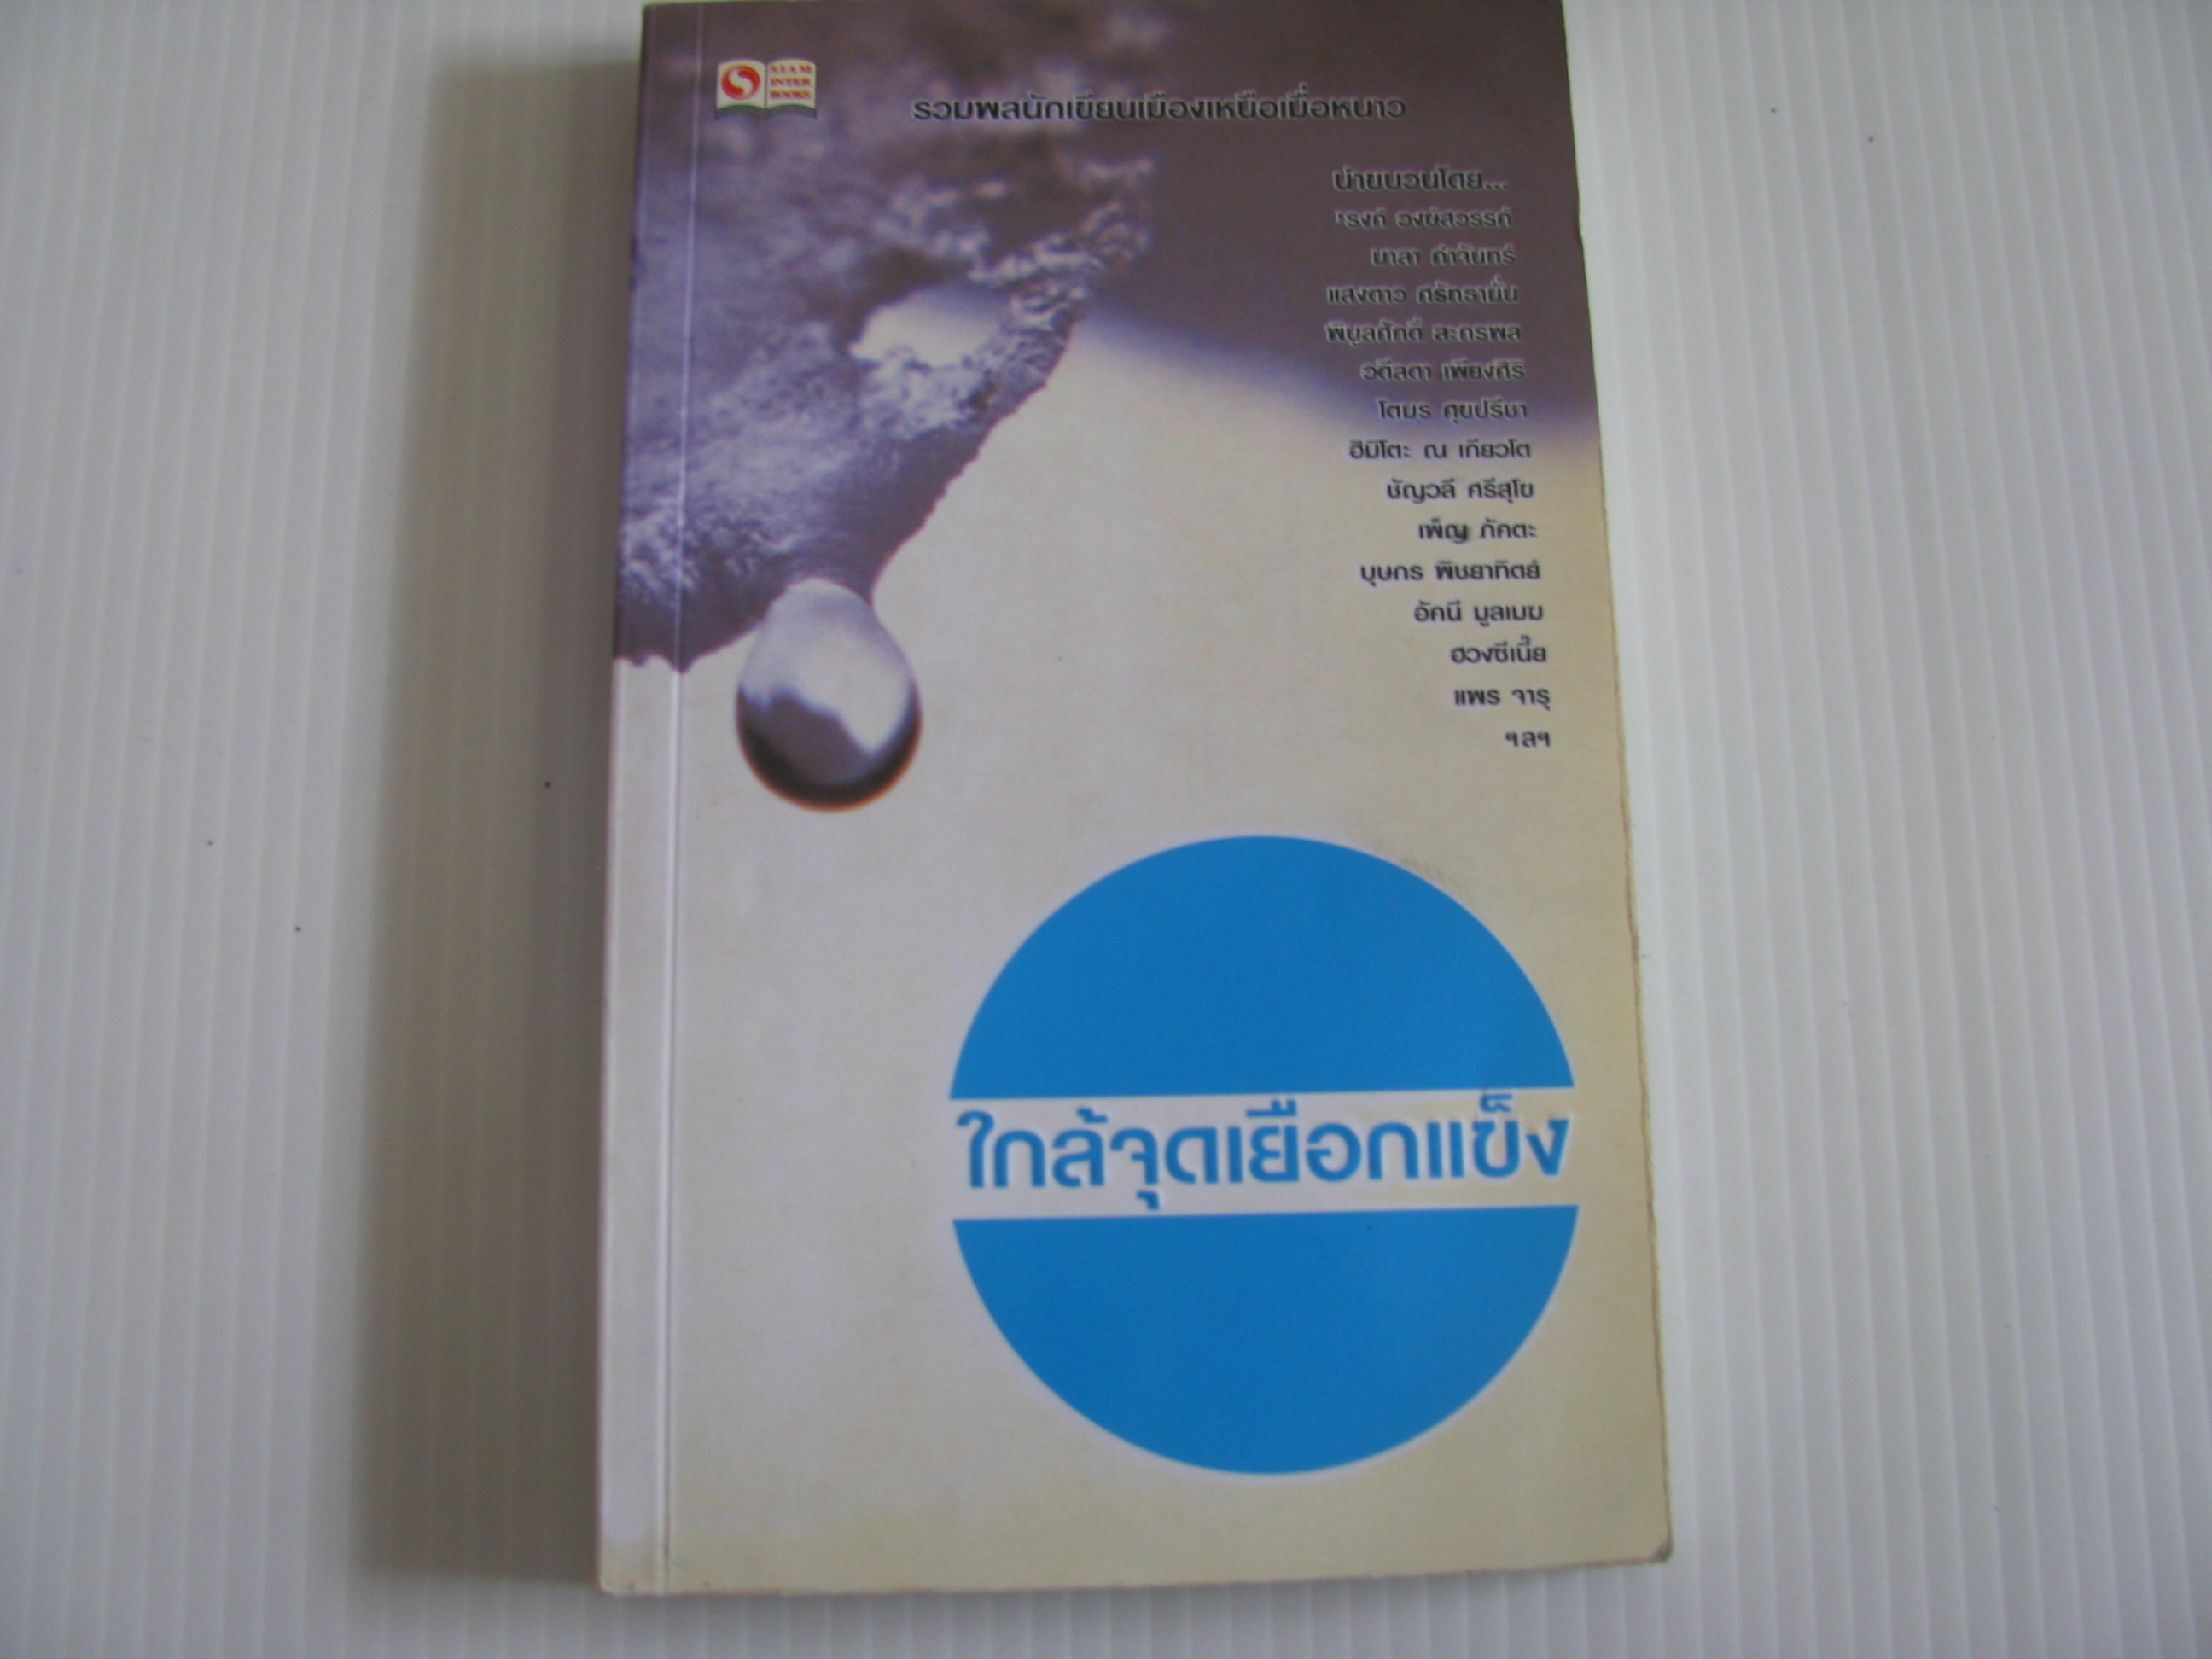 SIAM
INTER
BOOKS
รวมพลนักเขียนเมืองเหนือเมื่อหนาว
นำขบวนโดย...
'รงค์ วงษ์สวรรค์
มาลา คำจันทร์
แสงดาว ศรัทธามั่น
พิบูลศักดิ์ ละครพล
วดีลดา เพียงศิริ
โตมร ศุขปรีชา
ฮิมิโตะ ณ เกียวโต
ชัญวลี ศรีสุโข
เพ็ญ ภัคตะ
บุษกร พิชยาทิตย์
อัคนี มูลเมฆ
ฮวงซีเนี้ย
แพร จารุ
ฯลฯ
ใกล้จุดเยือกแข็ง